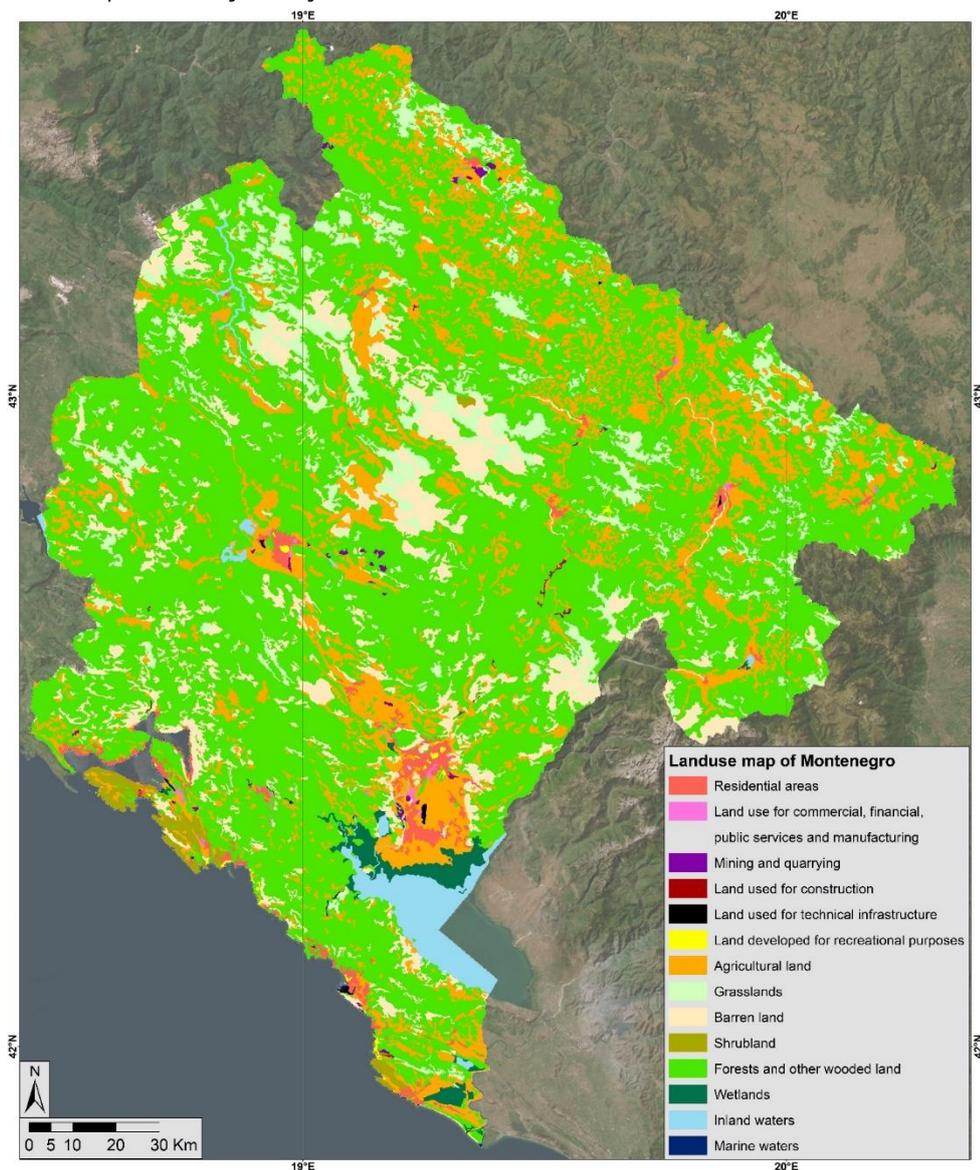 19°E
20°E
43°N
43°N
Landuse map of Montenegro
Residential areas
Land use for commercial, financial,
public services and manufacturing
Mining and quarrying
Land used for construction
Land used for technical infrastructure
Land developed for recreational purposes
Agricultural land
Grasslands
Barren land
Shrubland
Forests and other wooded land
Wetlands
Inland waters
Marine waters
42°N
42°N
N
0 5 10 20 30 Km
19°E
20°E